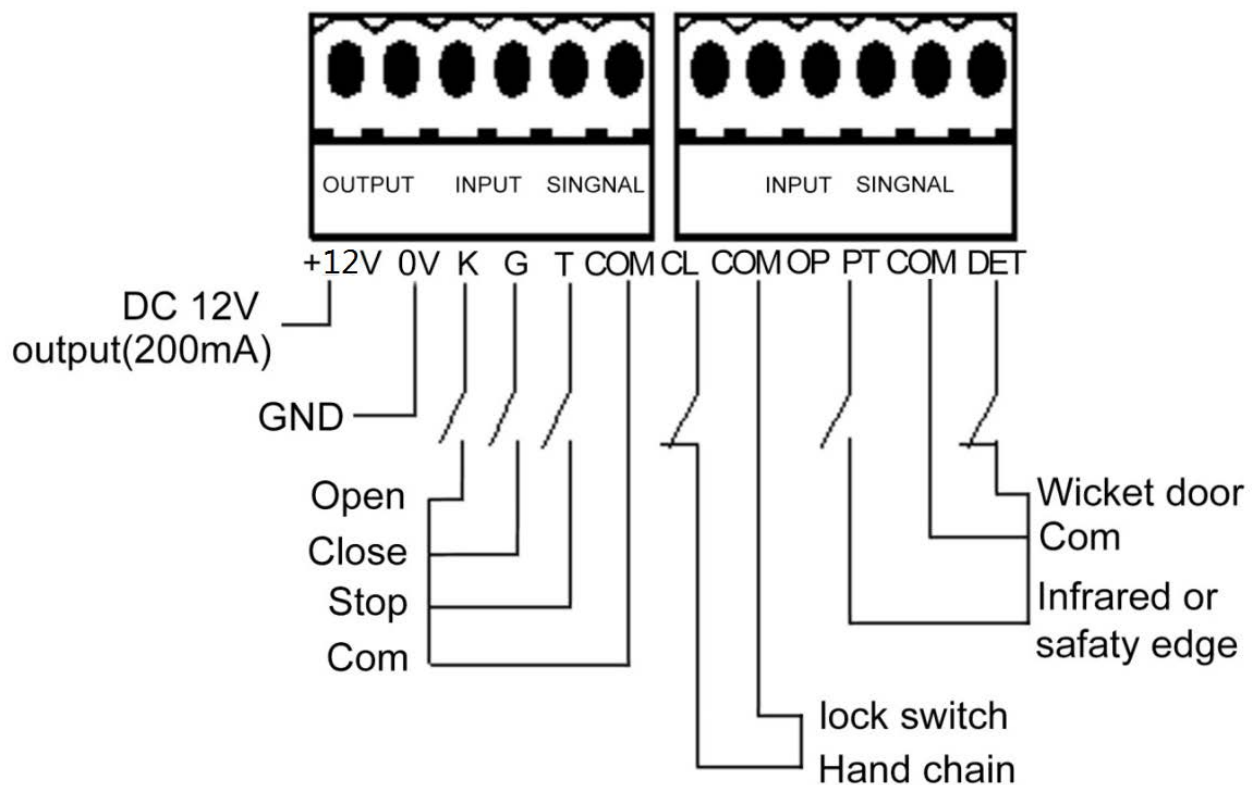 OUTPUT INPUT SINGNAL INPUT SINGNAL
+12V 0V K G T COM CL COM OP PT COM DET
DC 12V
output(200mA)
GND
Open
Close
Stop
Com
Wicket door
Com
Infrared or
safaty edge
lock switch
Hand chain